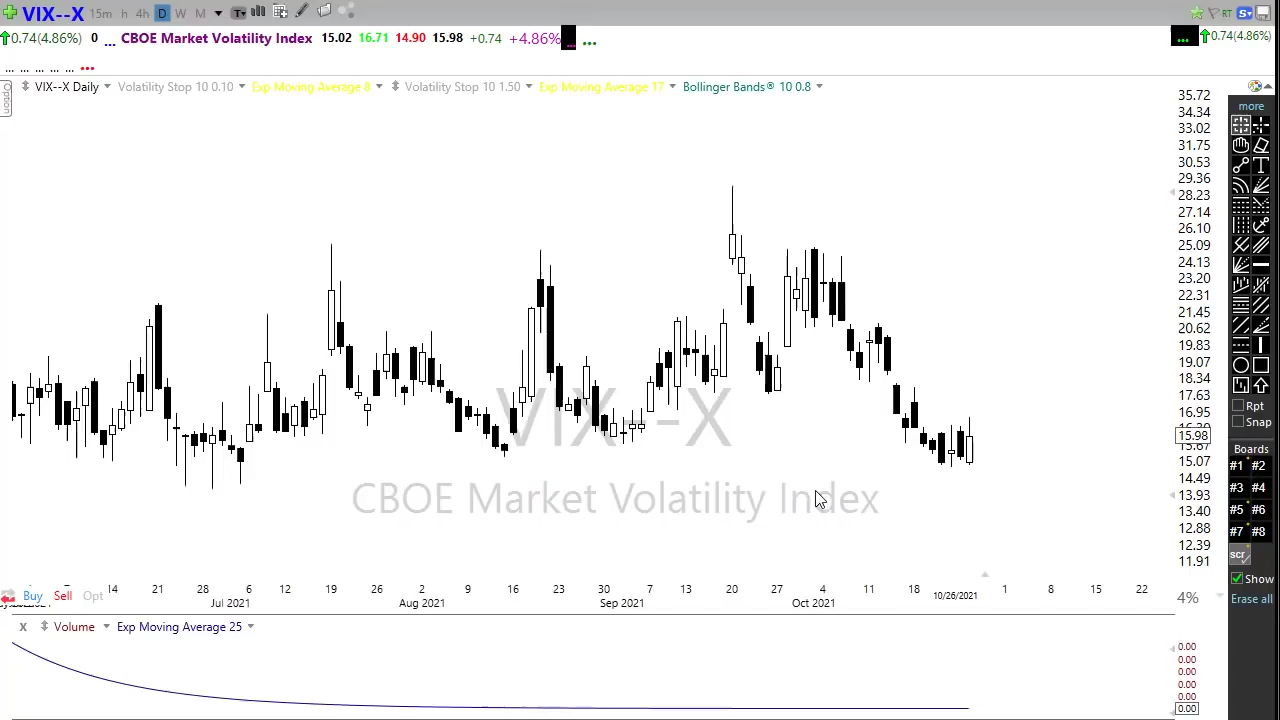 VIX--X 15m h 4h D W M T RT S
0.74(4.86%) 0 ... CBOE Market Volatility Index 15.02 16.71 14.90 15.98 +0.74 +4.86% ... ... ... 0.74(4.86%)
... ... ... ... ... ...
Option
VIX--X Daily Volatility Stop 10 0.10 Exp Moving Average 8 Volatility Stop 10 1.50 Exp Moving Average 17 Bollinger Bands® 10 0.8
35.72
34.34
33.02
31.75
30.53
29.36
28.23
27.14
26.10
25.09
24.13
23.20
22.31
21.45
20.62
19.83
19.07
18.34
17.63
16.95
15.98
15.07
14.49
13.93
13.40
12.88
12.39
11.91
VIX--X
CBOE Market Volatility Index
more
T
Rpt
Snap
Boards
#1 #2
#3 #4
#5 #6
#7 #8
scr
Show
Erase all
14 21 28 6 12 19 26 2 9 16 23 30 7 13 20 27 4 11 18 10/26/2021 1 8 15 22
Jul 2021 Aug 2021 Sep 2021 Oct 2021
Buy Sell Opt
4%
X Volume Exp Moving Average 25
0.00
0.00
0.00
0.00
0.00
0.00